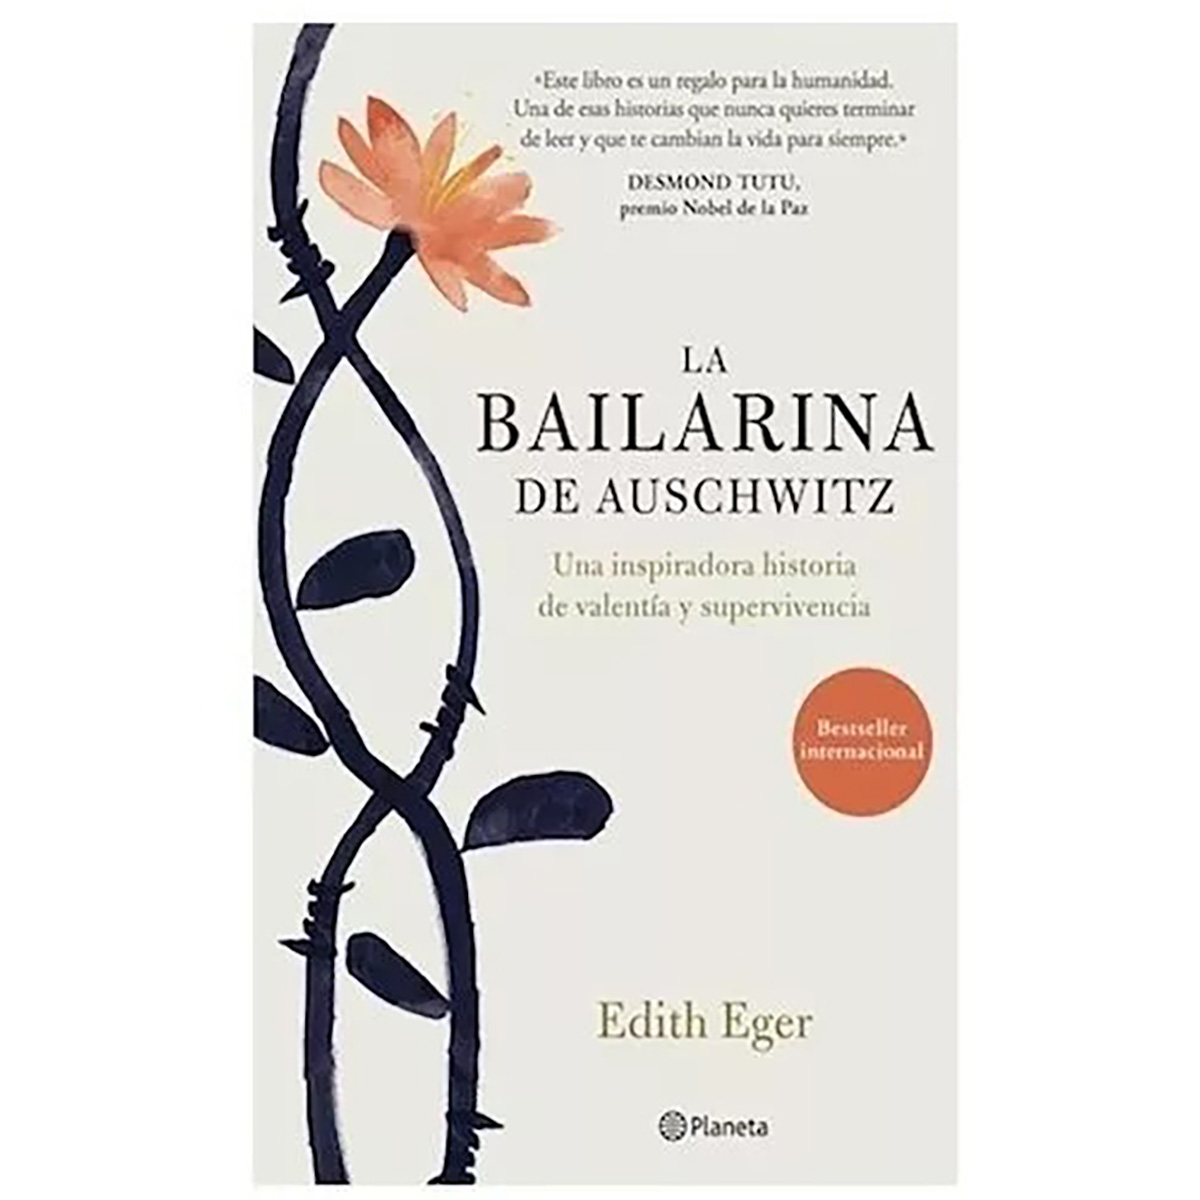 «Este libro es un regalo para la humanidad.
Una de esas historias que nunca quieres terminar
de leer y que te cambian la vida para siempre.»
DESMOND TUTU,
premio Nobel de la Paz
LA
BAILARINA
DE AUSCHWITZ
Una inspiradora historia
de valentía y supervivencia
Bestseller
internacional
Edith Eger
Planeta